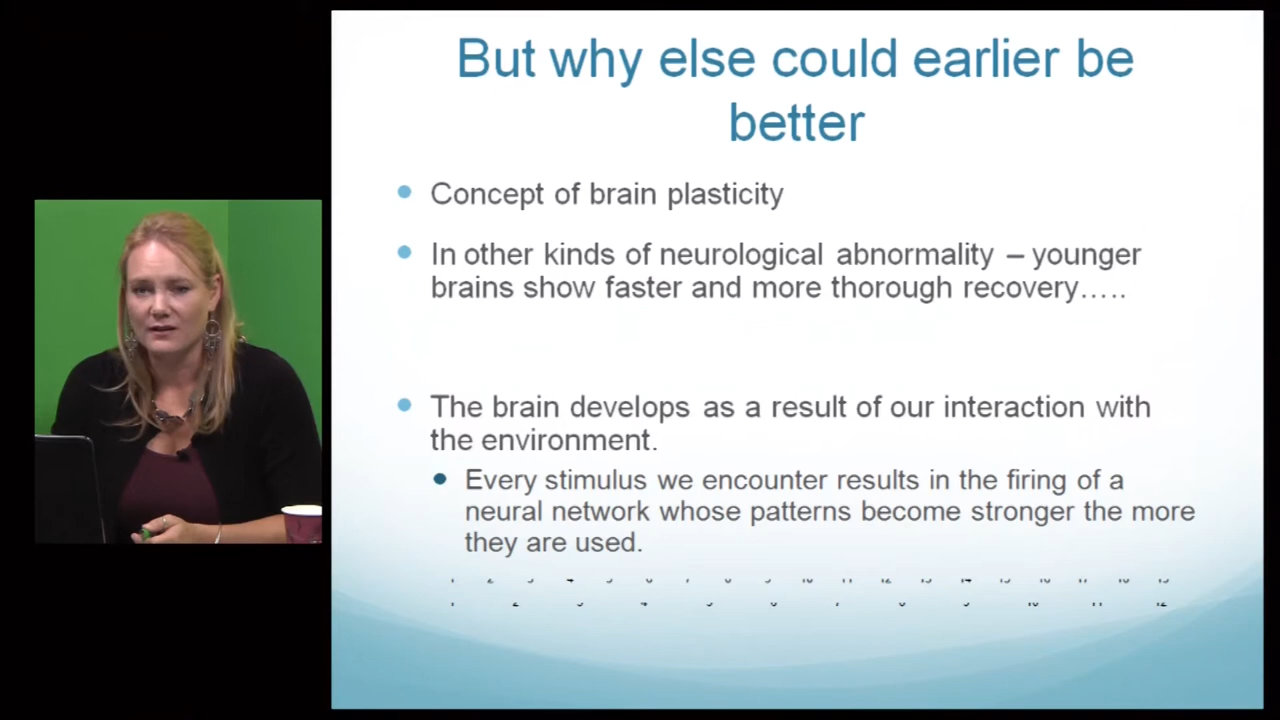 But why else could earlier be
better
Concept of brain plasticity
In other kinds of neurological abnormality – younger
brains show faster and more thorough recovery…..
The brain develops as a result of our interaction with
the environment.
Every stimulus we encounter results in the firing of a
neural network whose patterns become stronger the more
they are used.